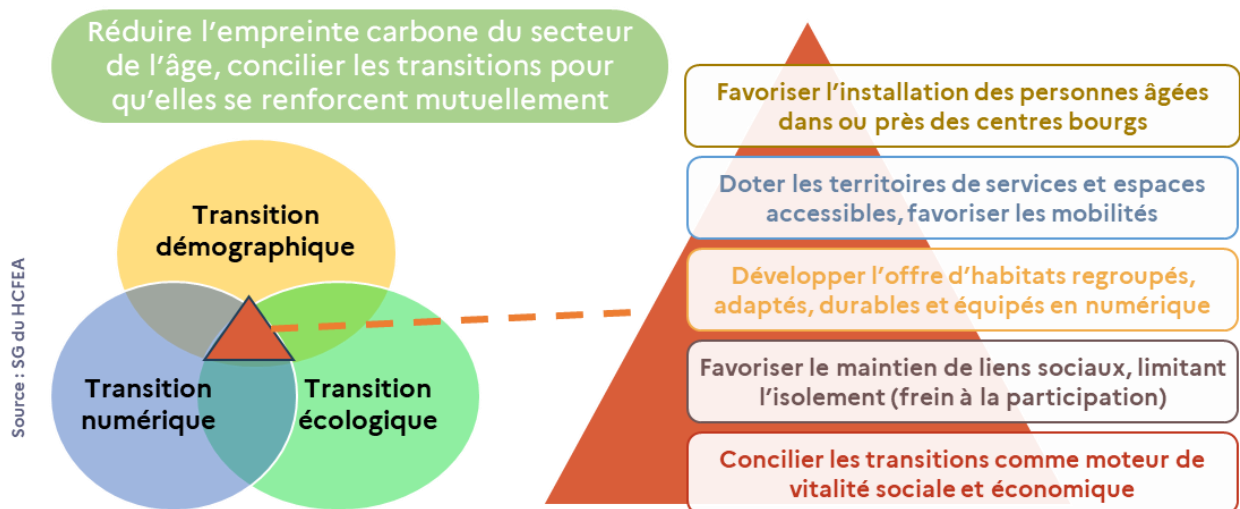 Réduire l'empreinte carbone du secteur
de l'âge, concilier les transitions pour
qu'elles se renforcent mutuellement
Transition
démographique
Transition
numérique
Transition
écologique
Source : SG du HCFEA
Favoriser l'installation des personnes âgées
dans ou près des centres bourgs
Doter les territoires de services et espaces
accessibles, favoriser les mobilités
Développer l'offre d'habitats regroupés,
adaptés, durables et équipés en numérique
Favoriser le maintien de liens sociaux, limitant
l'isolement (frein à la participation)
Concilier les transitions comme moteur de
vitalité sociale et économique